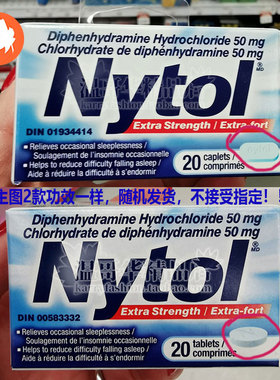 Diphenhydramine Hydrochloride 50 mg
Chlorhydrate de diphenhydramine 50 mg
Nytol
MD
DIN 01934414
Extra Strength / Extra-fort
• Relieves occasional sleeplessness/
Soulagement de l'insomnie occasionnelle
• Helps to reduce difficulty falling asleep/
Aide à réduire la difficulté à s'endormir
20 caplets /
comprimés
主图2款功效一样，随机发货，不接受指定！
Diphenhydramine Hydrochloride 50 mg
Chlorhydrate de diphenhydramine 50 mg
Nytol
MD
DIN 00583332
Extra Strength / Extra-fort
• Relieves occasional sleeplessness/
Soulagement de l'insomnie occasionnelle
• Helps to reduce difficulty falling asleep/
Aide à réduire la difficulté à s'endormir
20 tablets /
comprimés